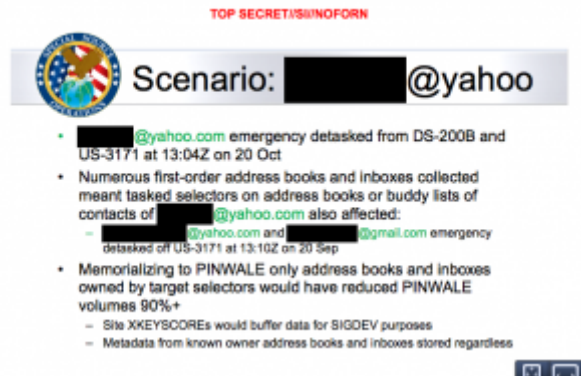 TOP SECRET//SI//NOFORN
SPECIAL SOURCE
OPERATIONS
Scenario: @yahoo
• @yahoo.com emergency detasked from DS-200B and
US-3171 at 13:04Z on 20 Oct
• Numerous first-order address books and inboxes collected
meant tasked selectors on address books or buddy lists of
contacts of @yahoo.com also affected:
– @yahoo.com and @gmail.com emergency
detasked off US-3171 at 13:10Z on 20 Sep
• Memorializing to PINWALE only address books and inboxes
owned by target selectors would have reduced PINWALE
volumes 90%+
– Site XKEYSCOREs would buffer data for SIGDEV purposes
– Metadata from known owner address books and inboxes stored regardless